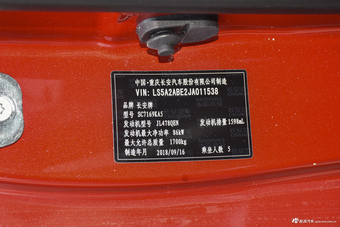 中国·重庆长安汽车股份有限公司制造
VIN: LS5A2ABE2JA011538
品牌 长安牌
型号 SC7169EA5
发动机型号 JL478QEN 发动机排量 1598mL
发动机最大净功率 86kW
最大允许总质量 1700kg
制造年月 2018/09/16 乘坐人数 5